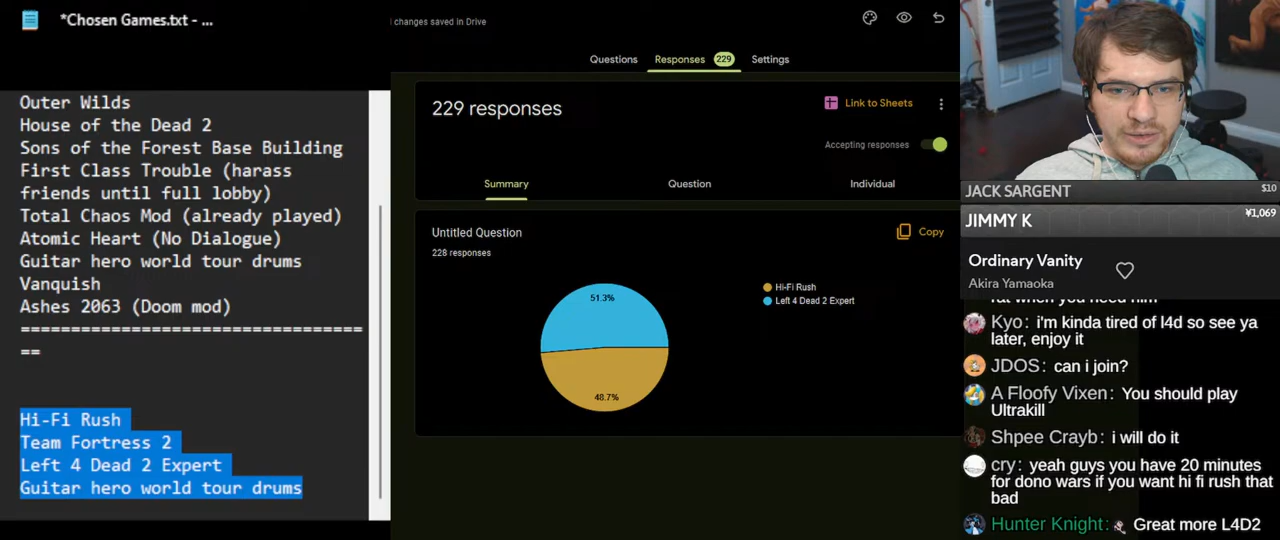 *Chosen Games.txt - ...
changes saved in Drive
Questions
Responses 229
Settings
Outer Wilds
House of the Dead 2
Sons of the Forest Base Building
First Class Trouble (harass
friends until full lobby)
Total Chaos Mod (already played)
Atomic Heart (No Dialogue)
Guitar hero world tour drums
Vanquish
Ashes 2063 (Doom mod)
===============================
==
Hi-Fi Rush
Team Fortress 2
Left 4 Dead 2 Expert
Guitar hero world tour drums
229 responses
Link to Sheets
Accepting responses
Summary
Question
Individual
Untitled Question
Copy
228 responses
51.3%
48.7%
Hi-Fi Rush
Left 4 Dead 2 Expert
JACK SARGENT $10
JIMMY K ¥1,069
Ordinary Vanity
Akira Yamaoka
Kyo: i'm kinda tired of l4d so see ya
later, enjoy it
JDOS: can i join?
A Floofy Vixen: You should play
Ultrakill
Shpee Crayb: i will do it
cry: yeah guys you have 20 minutes
for dono wars if you want hi fi rush that
bad
Hunter Knight: Great more L4D2